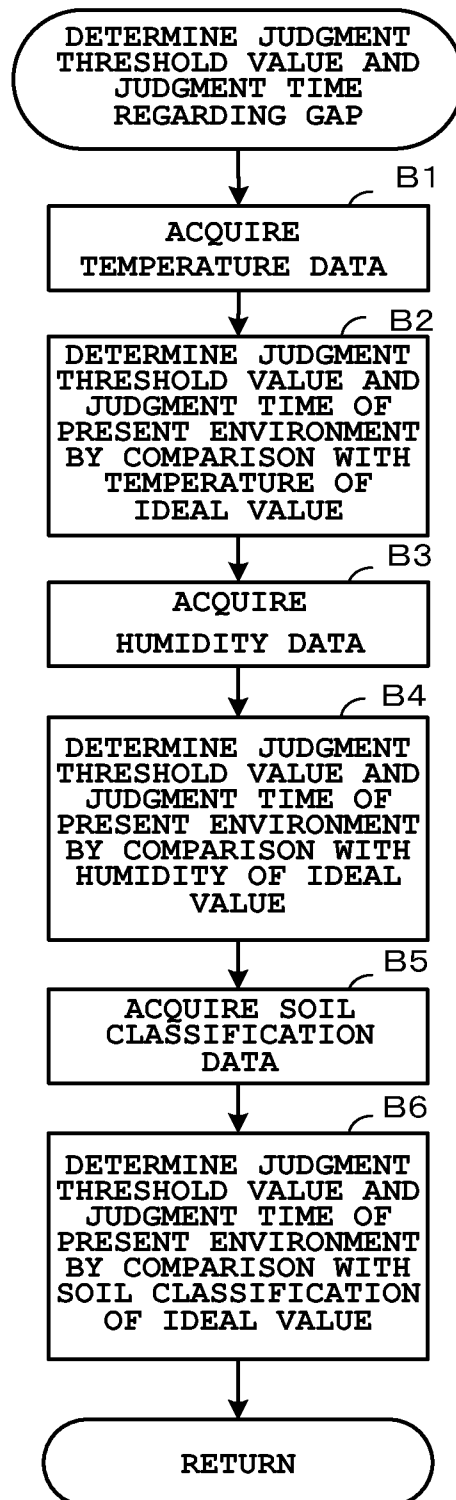 DETERMINE JUDGMENT
THRESHOLD VALUE AND
JUDGMENT TIME
REGARDING GAP
B1
ACQUIRE
TEMPERATURE DATA
B2
DETERMINE JUDGMENT
THRESHOLD VALUE AND
JUDGMENT TIME OF
PRESENT ENVIRONMENT
BY COMPARISON WITH
TEMPERATURE OF
IDEAL VALUE
B3
ACQUIRE
HUMIDITY DATA
B4
DETERMINE JUDGMENT
THRESHOLD VALUE AND
JUDGMENT TIME OF
PRESENT ENVIRONMENT
BY COMPARISON WITH
HUMIDITY OF IDEAL
VALUE
B5
ACQUIRE SOIL
CLASSIFICATION
DATA
B6
DETERMINE JUDGMENT
THRESHOLD VALUE AND
JUDGMENT TIME OF
PRESENT ENVIRONMENT
BY COMPARISON WITH
SOIL CLASSIFICATION
OF IDEAL VALUE
RETURN